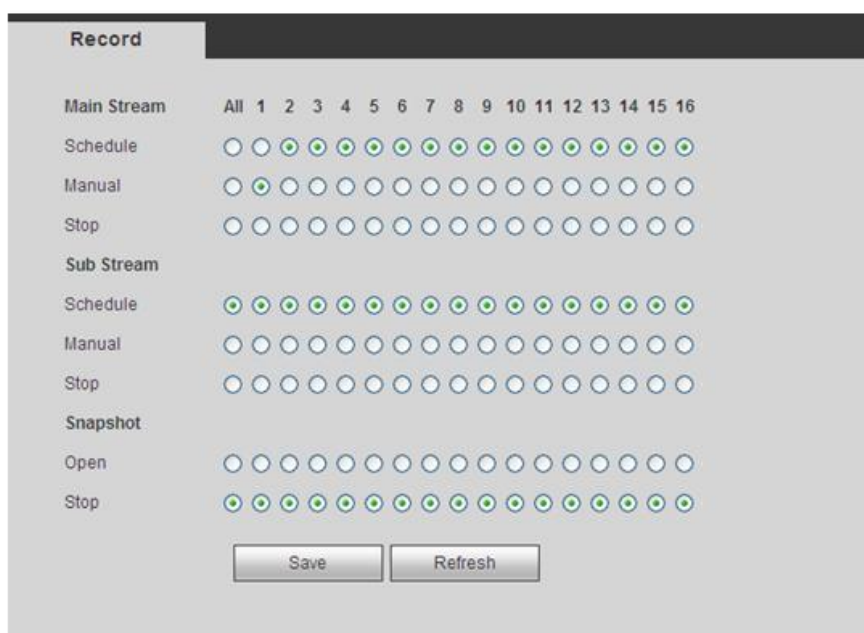 Record
Main Stream All 1 2 3 4 5 6 7 8 9 10 11 12 13 14 15 16
Schedule
Manual
Stop
Sub Stream
Schedule
Manual
Stop
Snapshot
Open
Stop
Save Refresh